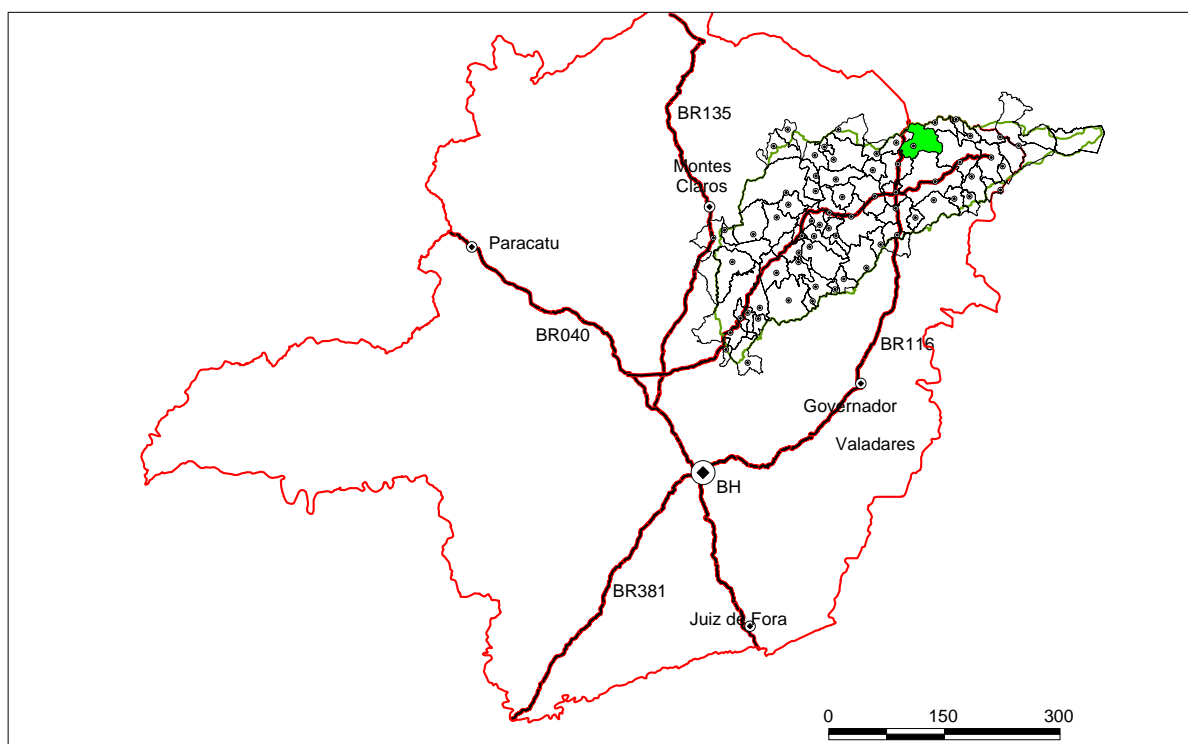 BR135
Montes
Claros
Paracatu
BR040
BR116
Governador
Valadares
BH
BR381
Juiz de Fora
0 150 300